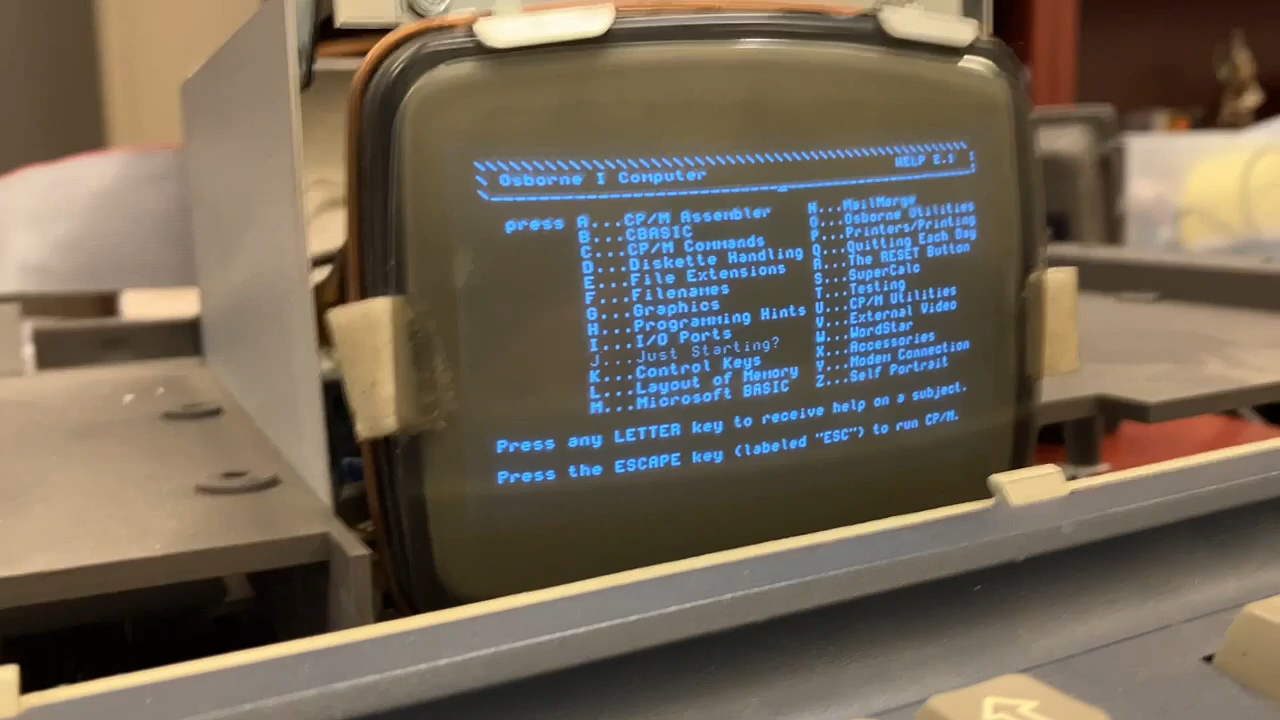 HELP 2.1
Osborne I Computer
press A...CP/M Assembler
B...CBASIC
C...CP/M Commands
D...Diskette Handling
E...File Extensions
F...Filenames
G...Graphics
H...Programming Hints
I...I/O Ports
J...Just Starting?
K...Control Keys
L...Layout of Memory
M...Microsoft BASIC
N...MailMerge
O...Osborne Utilities
P...Printers/Printing
Q...Quitting Each Day
R...The RESET Button
S...SuperCalc
T...Testing
U...CP/M Utilities
V...External Video
W...WordStar
X...Accessories
Y...Modem Connection
Z...Self Portrait
Press any LETTER key to receive help on a subject.
Press the ESCAPE key (labeled "ESC") to run CP/M.